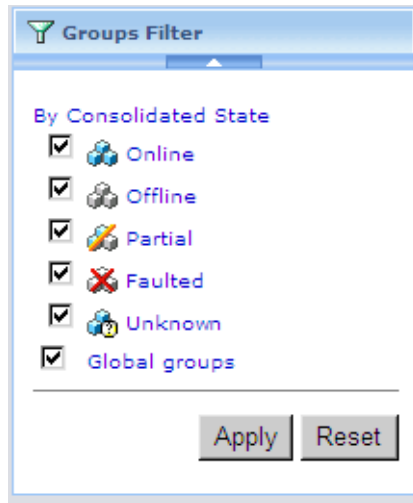 Groups Filter
By Consolidated State
Online
Offline
Partial
Faulted
Unknown
Global groups
Apply Reset